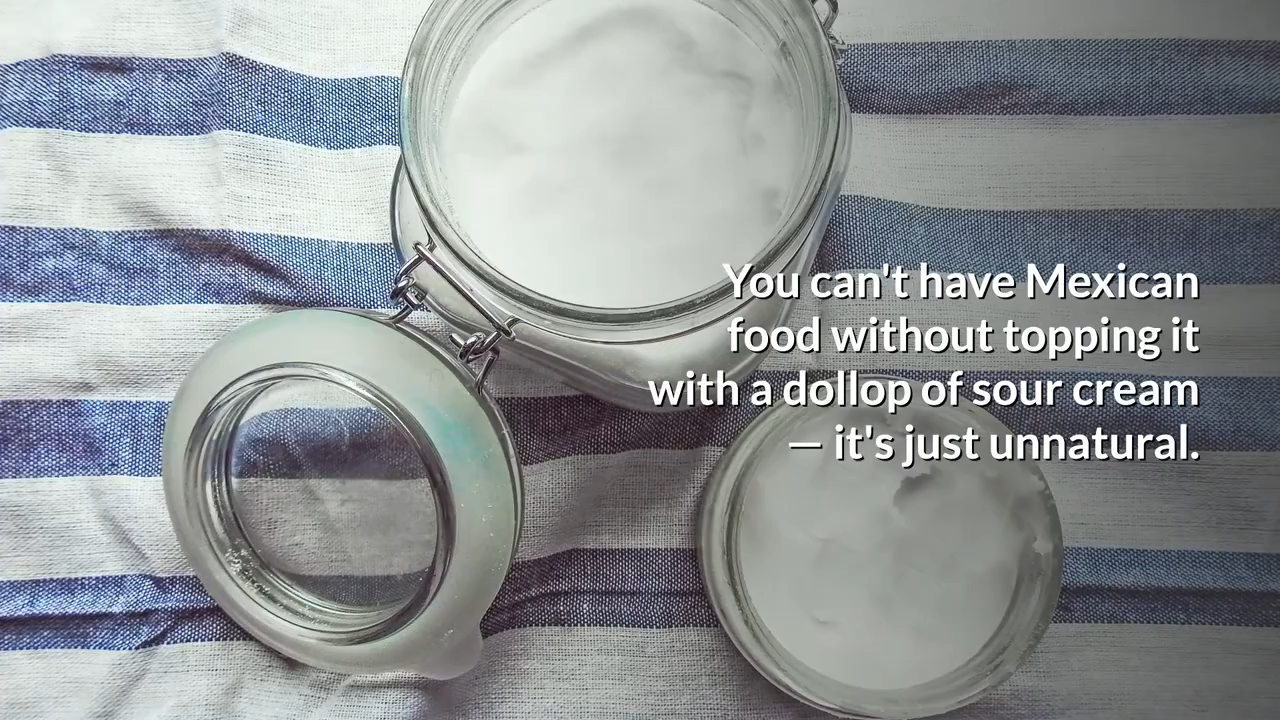 You can't have Mexican
food without topping it
with a dollop of sour cream
— it's just unnatural.